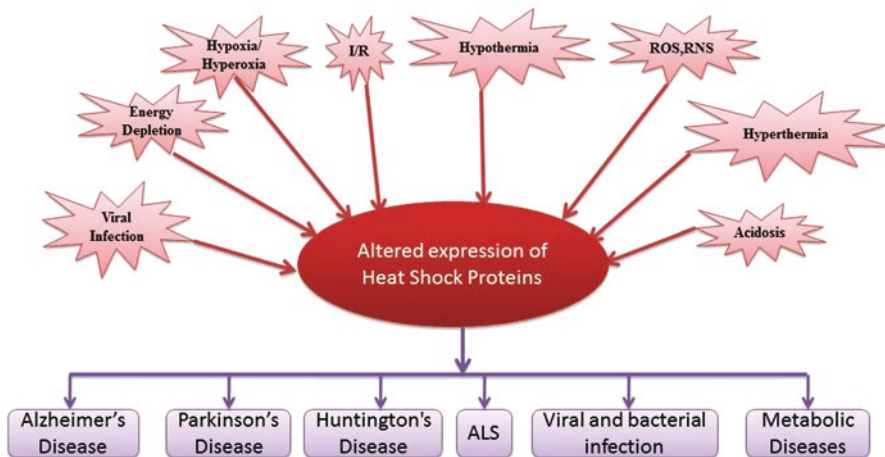 Hypoxia/
Hyperoxia
I/R
Hypothermia
ROS,RNS
Energy
Depletion
Hyperthermia
Viral
Infection
Acidosis
Altered expression of
Heat Shock Proteins
Alzheimer’s
Disease
Parkinson’s
Disease
Huntington's
Disease
ALS
Viral and bacterial
infection
Metabolic
Diseases